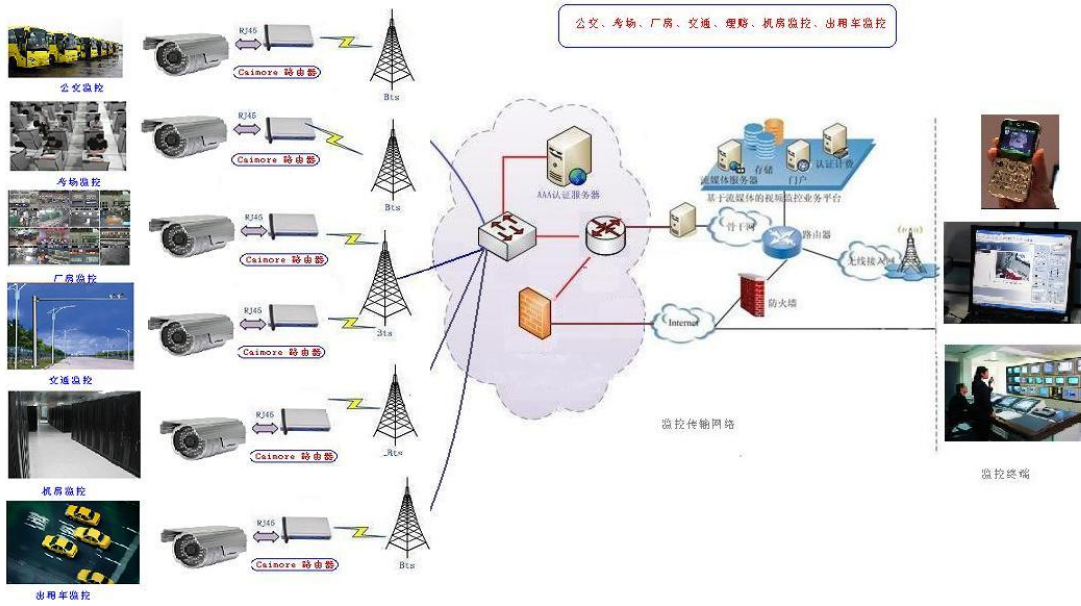 公交、考场、厂房、交通、理赔、机房监控、出租车监控
RJ45
Caimore 路由器
Bts
公交监控
RJ45
Caimore 路由器
Bts
考场监控
RJ45
Caimore 路由器
厂房监控
RJ45
Caimore 路由器
Bts
交通监控
RJ45
Caimore 路由器
Bts
机房监控
RJ45
Caimore 路由器
Bts
出租车监控
AAA认证服务器
流媒体服务器
存储
门户
认证计费
基于流媒体的视频监控业务平台
骨干网
路由器
无线接入网
防火墙
Internet
监控传输网络
监控终端